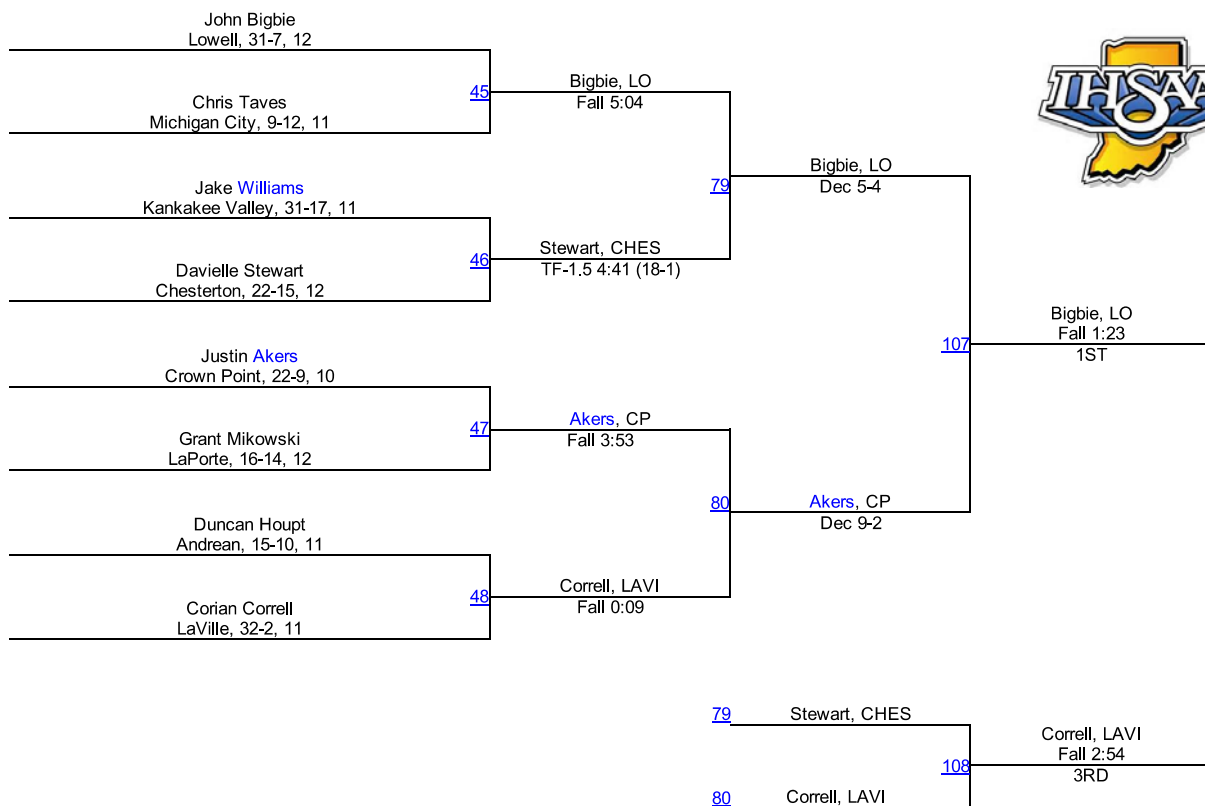 John Bigbie
Lowell, 31-7, 12
45
Bigbie, LO
Fall 5:04
Chris Taves
Michigan City, 9-12, 11
IHSAA
79
Bigbie, LO
Dec 5-4
Jake Williams
Kankakee Valley, 31-17, 11
46
Stewart, CHES
TF-1.5 4:41 (18-1)
Davielle Stewart
Chesterton, 22-15, 12
107
Bigbie, LO
Fall 1:23
1ST
Justin Akers
Crown Point, 22-9, 10
47
Akers, CP
Fall 3:53
Grant Mikowski
LaPorte, 16-14, 12
80
Akers, CP
Dec 9-2
Duncan Houpt
Andrean, 15-10, 11
48
Correll, LAVI
Fall 0:09
Corian Correll
LaVille, 32-2, 11
79
Stewart, CHES
108
Correll, LAVI
Fall 2:54
3RD
80
Correll, LAVI